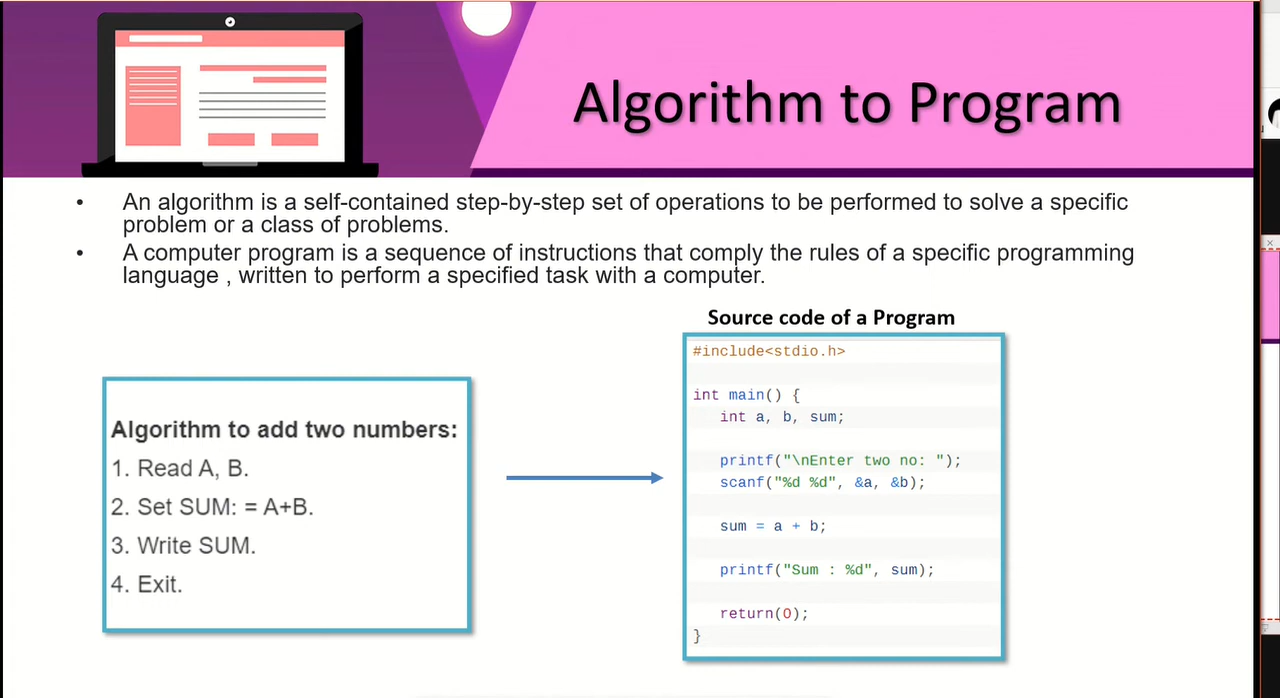 Algorithm to Program
• An algorithm is a self-contained step-by-step set of operations to be performed to solve a specific
problem or a class of problems.
• A computer program is a sequence of instructions that comply the rules of a specific programming
language , written to perform a specified task with a computer.
Algorithm to add two numbers:
1. Read A, B.
2. Set SUM: = A+B.
3. Write SUM.
4. Exit.
Source code of a Program
#include<stdio.h>
int main() {
int a, b, sum;
printf("\nEnter two no: ");
scanf("%d %d", &a, &b);
sum = a + b;
printf("Sum : %d", sum);
return(0);
}